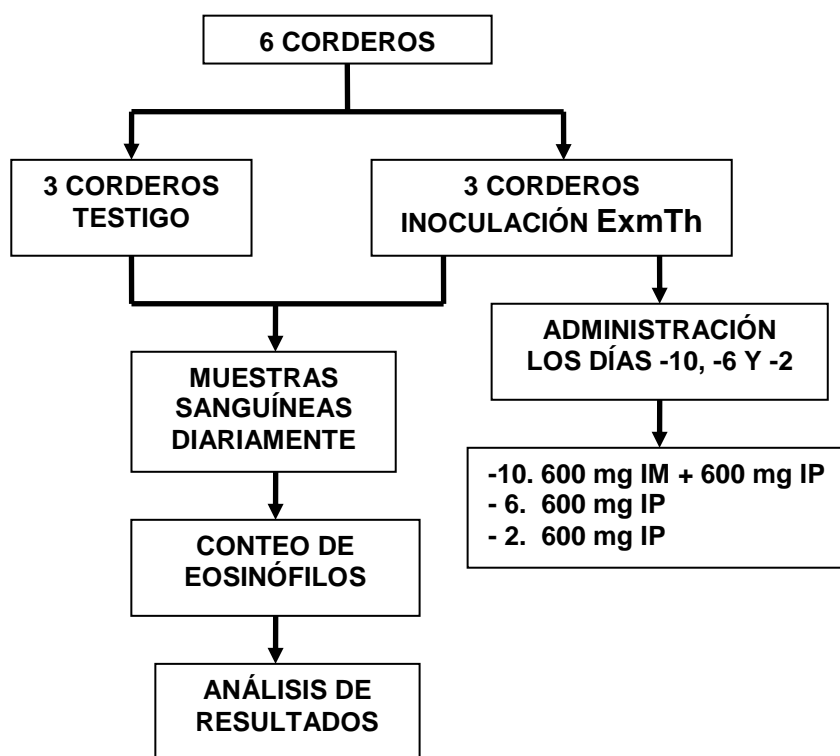 6 CORDEROS
3 CORDEROS
TESTIGO
3 CORDEROS
INOCULACIÓN ExmTh
ADMINISTRACIÓN
LOS DÍAS -10, -6 Y -2
MUESTRAS
SANGUÍNEAS
DIARIAMENTE
-10. 600 mg IM + 600 mg IP
- 6. 600 mg IP
- 2. 600 mg IP
CONTEO DE
EOSINÓFILOS
ANÁLISIS DE
RESULTADOS